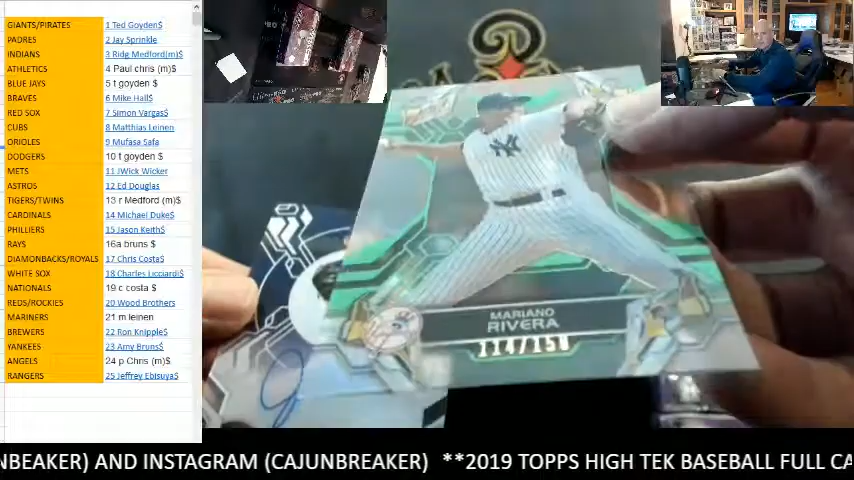 GIANTS/PIRATES 1 Ted Goyden$
PADRES 2 Jay Sprinkle
INDIANS 3 Ridg Medford(m)$
ATHLETICS 4 Paul chris (m)$
BLUE JAYS 5 t goyden $
BRAVES 6 Mike Hall$
RED SOX 7 Simon Vargas$
CUBS 8 Matthias Leinen
ORIOLES 9 Mufasa Safa
DODGERS 10 t goyden $
METS 11 JWick Wicker
ASTROS 12 Ed Douglas
TIGERS/TWINS 13 r Medford (m)$
CARDINALS 14 Michael Duke$
PHILLIERS 15 Jason Keith$
RAYS 16a bruns $
DIAMONDBACKS/ROYALS 17 Chris Costa$
WHITE SOX 18 Charles Licciardi$
NATIONALS 19 c costa $
REDS/ROCKIES 20 Wood Brothers
MARINERS 21 m leinen
BREWERS 22 Ron Knipple$
YANKEES 23 Amy Bruns$
ANGELS 24 p Chris (m)$
RANGERS 25 Jeffrey Ebisuya$
MARIANO
RIVERA
114/150
NBEAKER) AND INSTAGRAM (CAJUNBREAKER) **2019 TOPPS HIGH TEK BASEBALL FULL CA